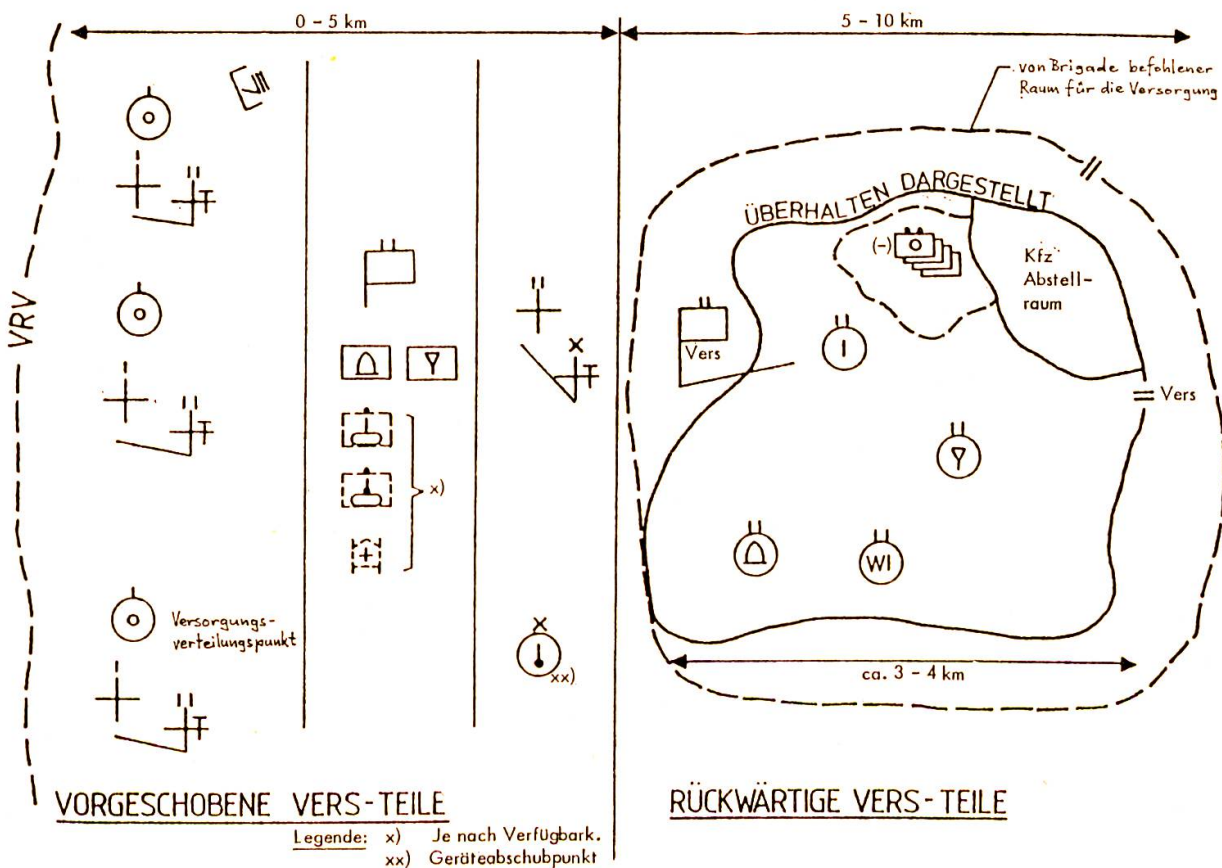 0 - 5 km
5 - 10 km
von Brigade befohlener
Raum für die Versorgung
VRV
ÜBERHALTEN DARGESTELLT
(-)
Kfz
Abstell-
raum
Vers
I
Vers
x)
WI
Versorgungs-
verteilungspunkt
xx)
ca. 3 - 4 km
VORGESCHOBENE VERS-TEILE
RÜCKWÄRTIGE VERS-TEILE
Legende: x) Je nach Verfügbark.
xx) Geräteabschubpunkt